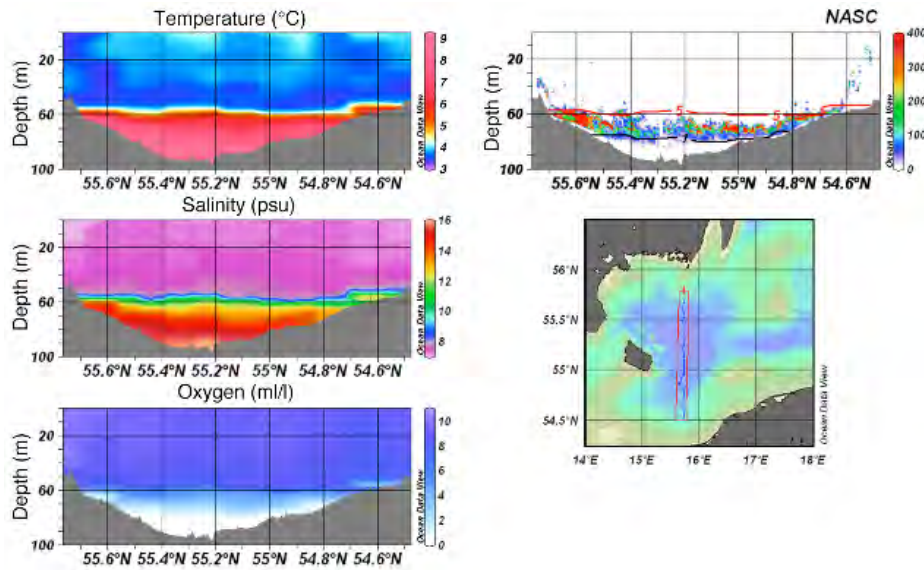 Temperature (°C)
Depth (m)
20
60
100
9
8
7
6
5
4
3
Ocean Data View
55.6°N 55.4°N 55.2°N 55°N 54.8°N 54.6°N
Salinity (psu)
Depth (m)
20
60
100
16
14
12
10
8
Ocean Data View
55.6°N 55.4°N 55.2°N 55°N 54.8°N 54.6°N
Oxygen (ml/l)
Depth (m)
20
60
100
10
8
6
4
2
0
Ocean Data View
55.6°N 55.4°N 55.2°N 55°N 54.8°N 54.6°N
NASC
Depth (m)
20
60
100
5
5
400
300
200
100
0
Ocean Data View
55.6°N 55.4°N 55.2°N 55°N 54.8°N 54.6°N
56°N
55.5°N
55°N
54.5°N
14°E 15°E 16°E 17°E 18°E
Ocean Data View